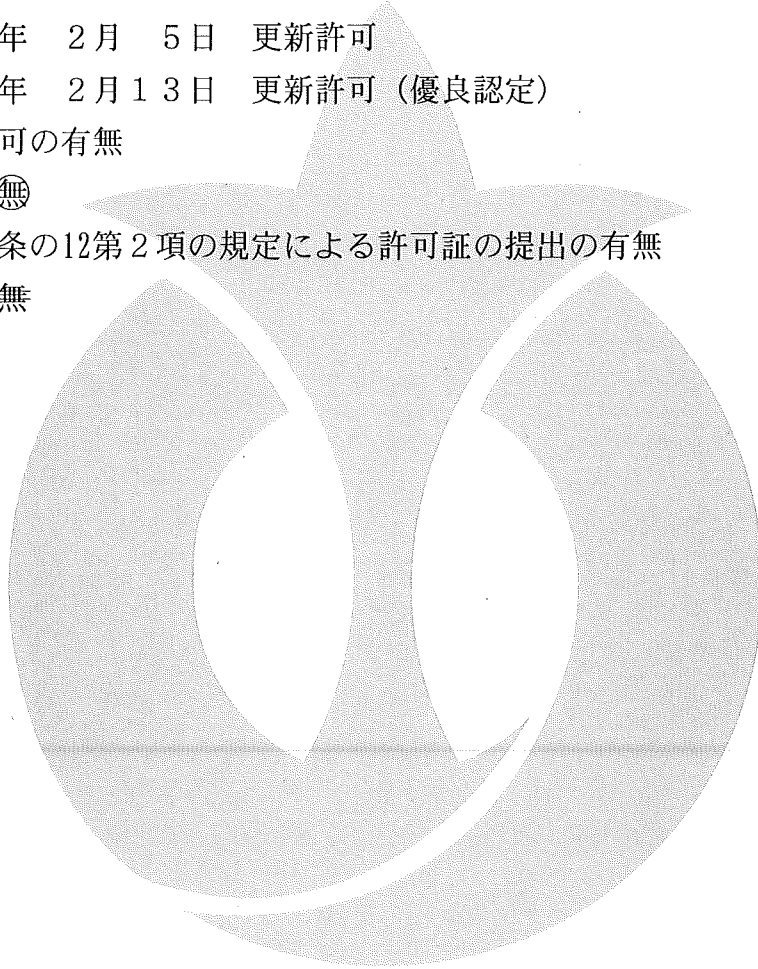 年　２月　５日　更新許可
年　２月１３日　更新許可（優良認定）
可の有無
無
条の12第２項の規定による許可証の提出の有無
無